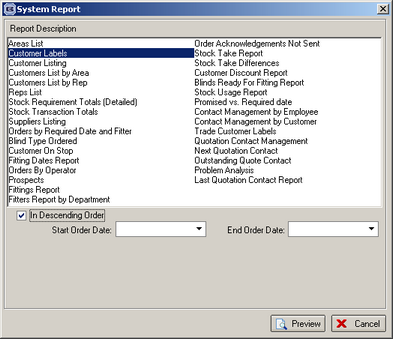 System Report
Report Description
Areas List
Customer Labels
Customer Listing
Customers List by Area
Customers List by Rep
Reps List
Stock Requirement Totals (Detailed)
Stock Transaction Totals
Suppliers Listing
Orders by Required Date and Fitter
Blind Type Ordered
Customer On Stop
Fitting Dates Report
Orders By Operator
Prospects
Fittings Report
Fitters Report by Department
Order Acknowledgements Not Sent
Stock Take Report
Stock Take Differences
Customer Discount Report
Blinds Ready For Fitting Report
Stock Usage Report
Promised vs. Required date
Contact Management by Employee
Contact Management by Customer
Trade Customer Labels
Quotation Contact Management
Next Quotation Contact
Outstanding Quote Contact
Problem Analysis
Last Quotation Contact Report
In Descending Order
Start Order Date:
End Order Date:
Preview
Cancel